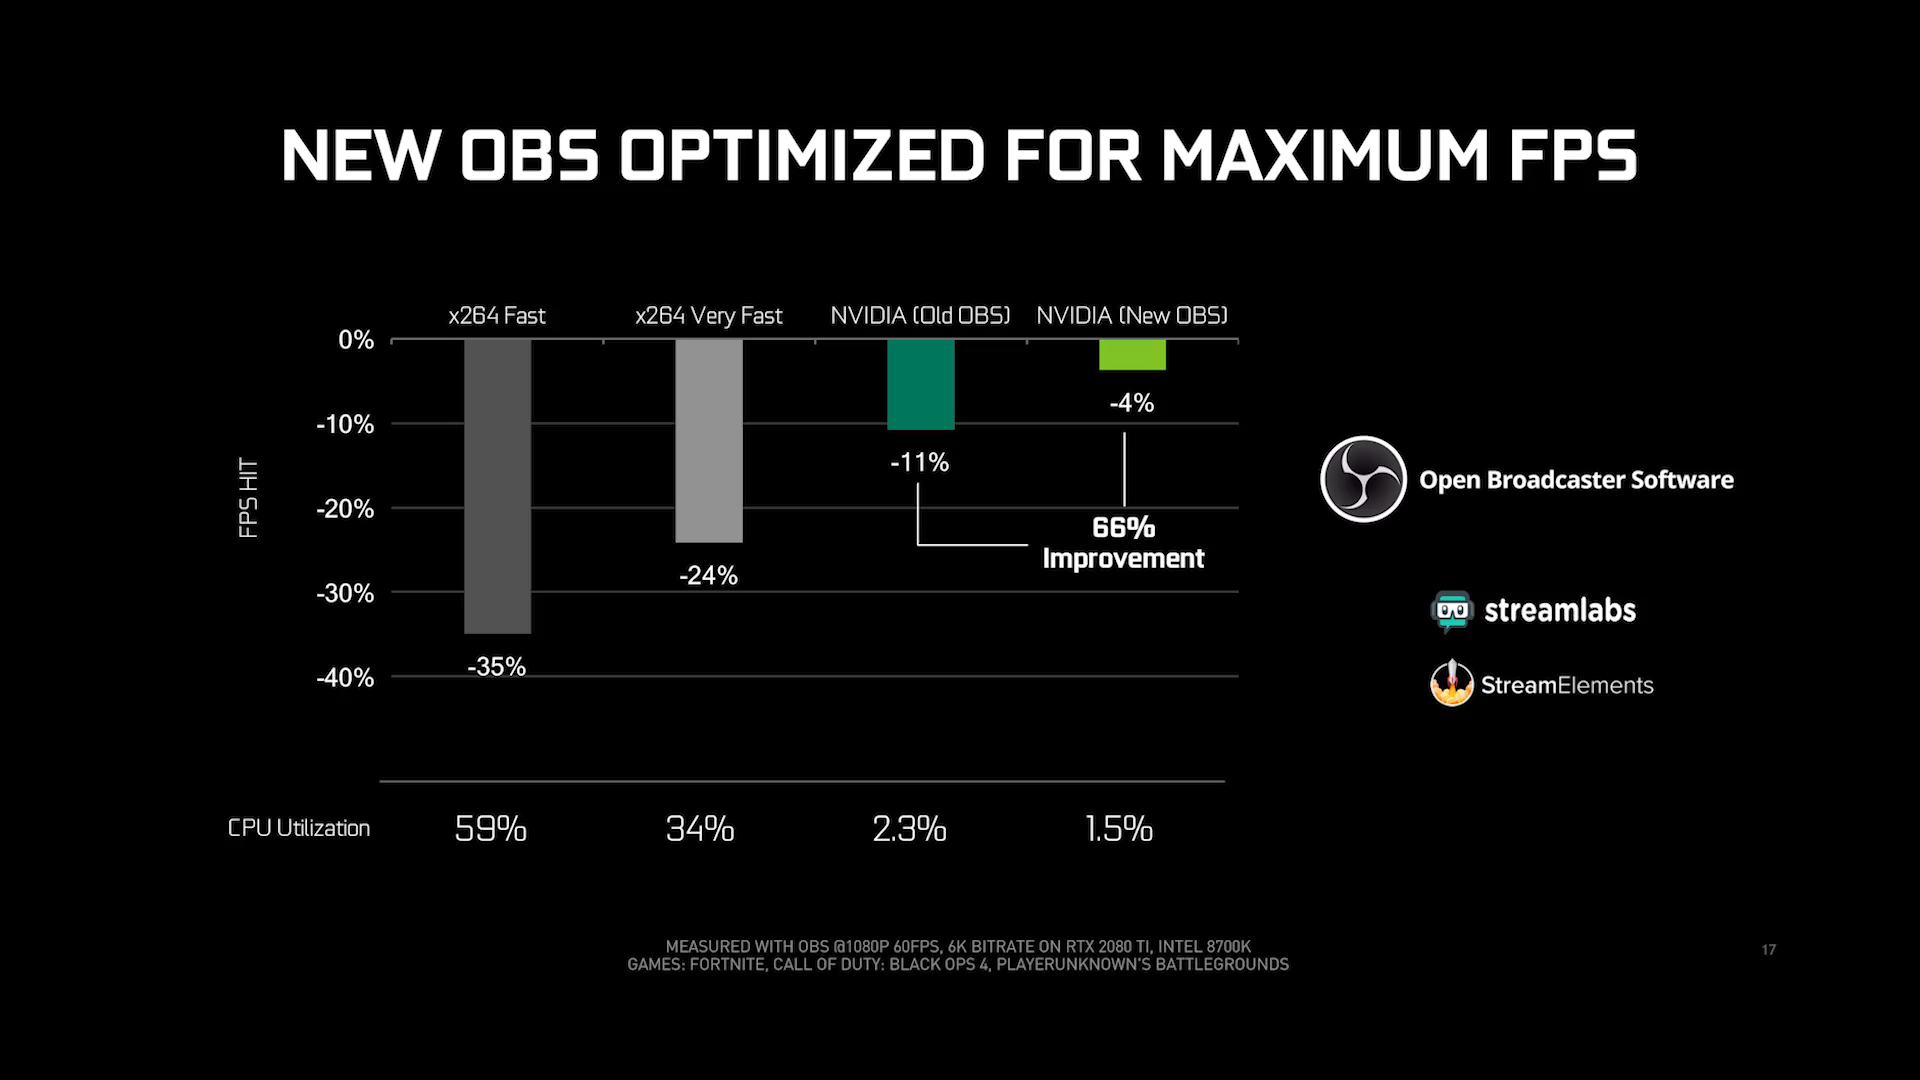 NEW OBS OPTIMIZED FOR MAXIMUM FPS
x264 Fast
x264 Very Fast
NVIDIA (Old OBS)
NVIDIA (New OBS)
0%
-10%
-20%
-30%
-40%
FPS HIT
-35%
-24%
-11%
-4%
66%
Improvement
Open Broadcaster Software
streamlabs
StreamElements
CPU Utilization 59% 34% 2.3% 1.5%
MEASURED WITH OBS @1080P 60FPS, 6K BITRATE ON RTX 2080 TI, INTEL 8700K
GAMES: FORTNITE, CALL OF DUTY: BLACK OPS 4, PLAYERUNKNOWN'S BATTLEGROUNDS
17